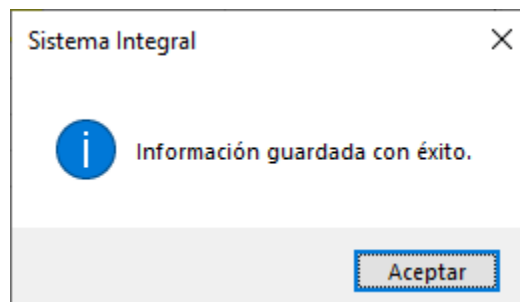 Sistema Integral
Información guardada con éxito.
Aceptar